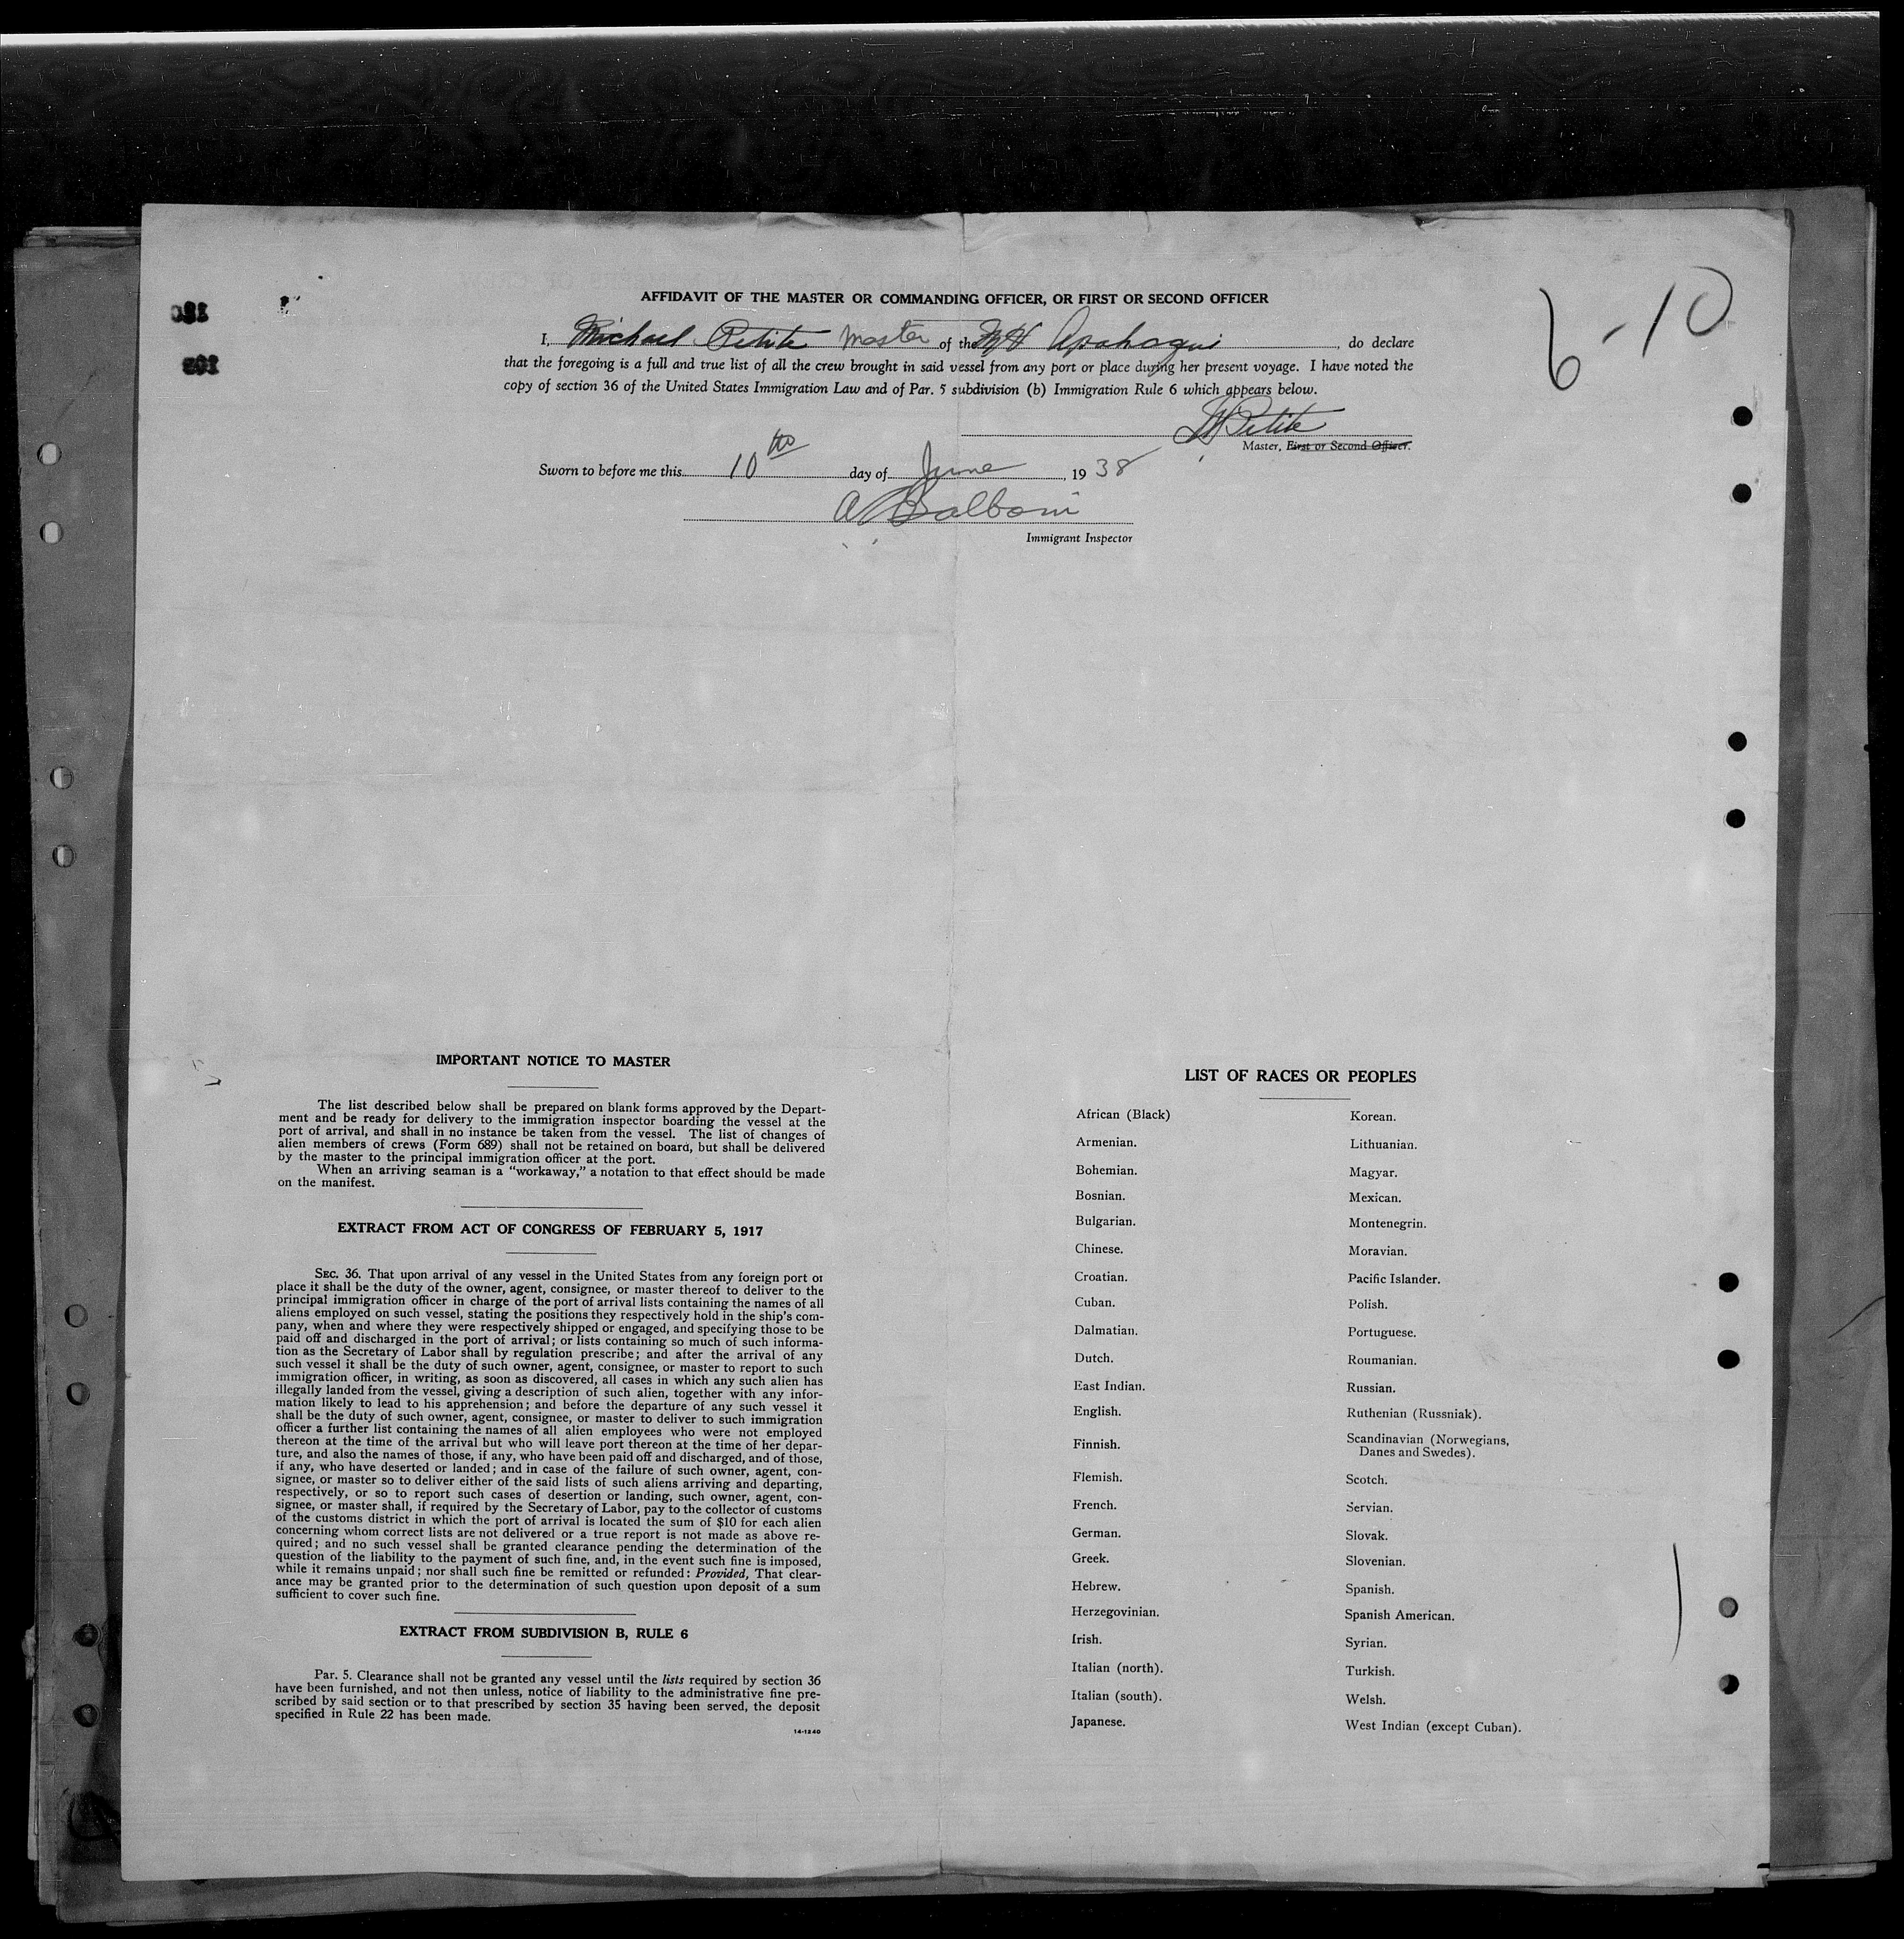 6-10
AFFIDAVIT OF THE MASTER OR COMMANDING OFFICER, OR FIRST OR SECOND OFFICER
I, Michael Petite Master of the Apohaqui, do declare
that the foregoing is a full and true list of all the crew brought in said vessel from any port or place during her present voyage. I have noted the
copy of section 36 of the United States Immigration Law and of Par. 5 subdivision (b) Immigration Rule 6 which appears below.
M Petite
Master, First or Second Officer.
Sworn to before me this 10th day of June, 1938
A Balboni
Immigrant Inspector
IMPORTANT NOTICE TO MASTER
The list described below shall be prepared on blank forms approved by the Depart-
ment and be ready for delivery to the immigration inspector boarding the vessel at the
port of arrival, and shall in no instance be taken from the vessel. The list of changes of
alien members of crews (Form 689) shall not be retained on board, but shall be delivered
by the master to the principal immigration officer at the port.
When an arriving seaman is a "workaway," a notation to that effect should be made
on the manifest.
EXTRACT FROM ACT OF CONGRESS OF FEBRUARY 5, 1917
SEC. 36. That upon arrival of any vessel in the United States from any foreign port or
place it shall be the duty of the owner, agent, consignee, or master thereof to deliver to the
principal immigration officer in charge of the port of arrival lists containing the names of all
aliens employed on such vessel, stating the positions they respectively hold in the ship's com-
pany, when and where they were respectively shipped or engaged, and specifying those to be
paid off and discharged in the port of arrival; or lists containing so much of such informa-
tion as the Secretary of Labor shall by regulation prescribe; and after the arrival of any
such vessel it shall be the duty of such owner, agent, consignee, or master to report to such
immigration officer, in writing, as soon as discovered, all cases in which any such alien has
illegally landed from the vessel, giving a description of such alien, together with any infor-
mation likely to lead to his apprehension; and before the departure of any such vessel it
shall be the duty of such owner, agent, consignee, or master to deliver to such immigration
officer a further list containing the names of all alien employees who were not employed
thereon at the time of the arrival but who will leave port thereon at the time of her depar-
ture, and also the names of those, if any, who have been paid off and discharged, and of those,
if any, who have deserted or landed; and in case of the failure of such owner, agent, con-
signee, or master so to deliver either of the said lists of such aliens arriving and departing,
respectively, or so to report such cases of desertion or landing, such owner, agent, con-
signee, or master shall, if required by the Secretary of Labor, pay to the collector of customs
of the customs district in which the port of arrival is located the sum of $10 for each alien
concerning whom correct lists are not delivered or a true report is not made as above re-
quired; and no such vessel shall be granted clearance pending the determination of the
question of the liability to the payment of such fine, and, in the event such fine is imposed,
while it remains unpaid; nor shall such fine be remitted or refunded: Provided, That clear-
ance may be granted prior to the determination of such question upon deposit of a sum
sufficient to cover such fine.
EXTRACT FROM SUBDIVISION B, RULE 6
Par. 5. Clearance shall not be granted any vessel until the lists required by section 36
have been furnished, and not then unless, notice of liability to the administrative fine pre-
scribed by said section or to that prescribed by section 35 having been served, the deposit
specified in Rule 22 has been made.
14-1240
LIST OF RACES OR PEOPLES
African (Black)
Armenian.
Bohemian.
Bosnian.
Bulgarian.
Chinese.
Croatian.
Cuban.
Dalmatian.
Dutch.
East Indian.
English.
Finnish.
Flemish.
French.
German.
Greek.
Hebrew.
Herzegovinian.
Irish.
Italian (north).
Italian (south).
Japanese.
Korean.
Lithuanian.
Magyar.
Mexican.
Montenegrin.
Moravian.
Pacific Islander.
Polish.
Portuguese.
Roumanian.
Russian.
Ruthenian (Russniak).
Scandinavian (Norwegians,
Danes and Swedes).
Scotch.
Servian.
Slovak.
Slovenian.
Spanish.
Spanish American.
Syrian.
Turkish.
Welsh.
West Indian (except Cuban).